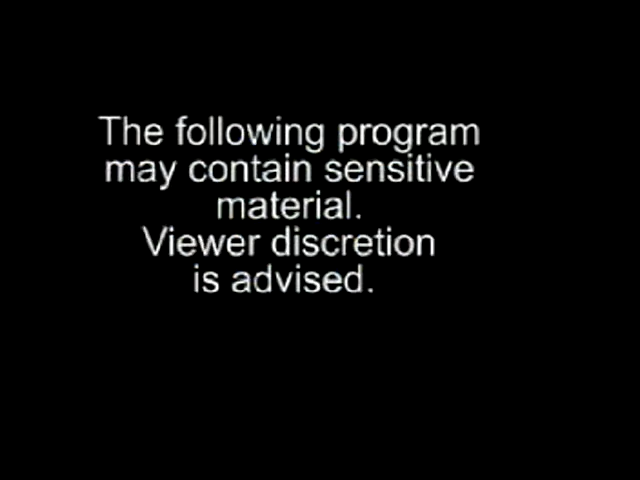 The following program
may contain sensitive
material.
Viewer discretion
is advised.